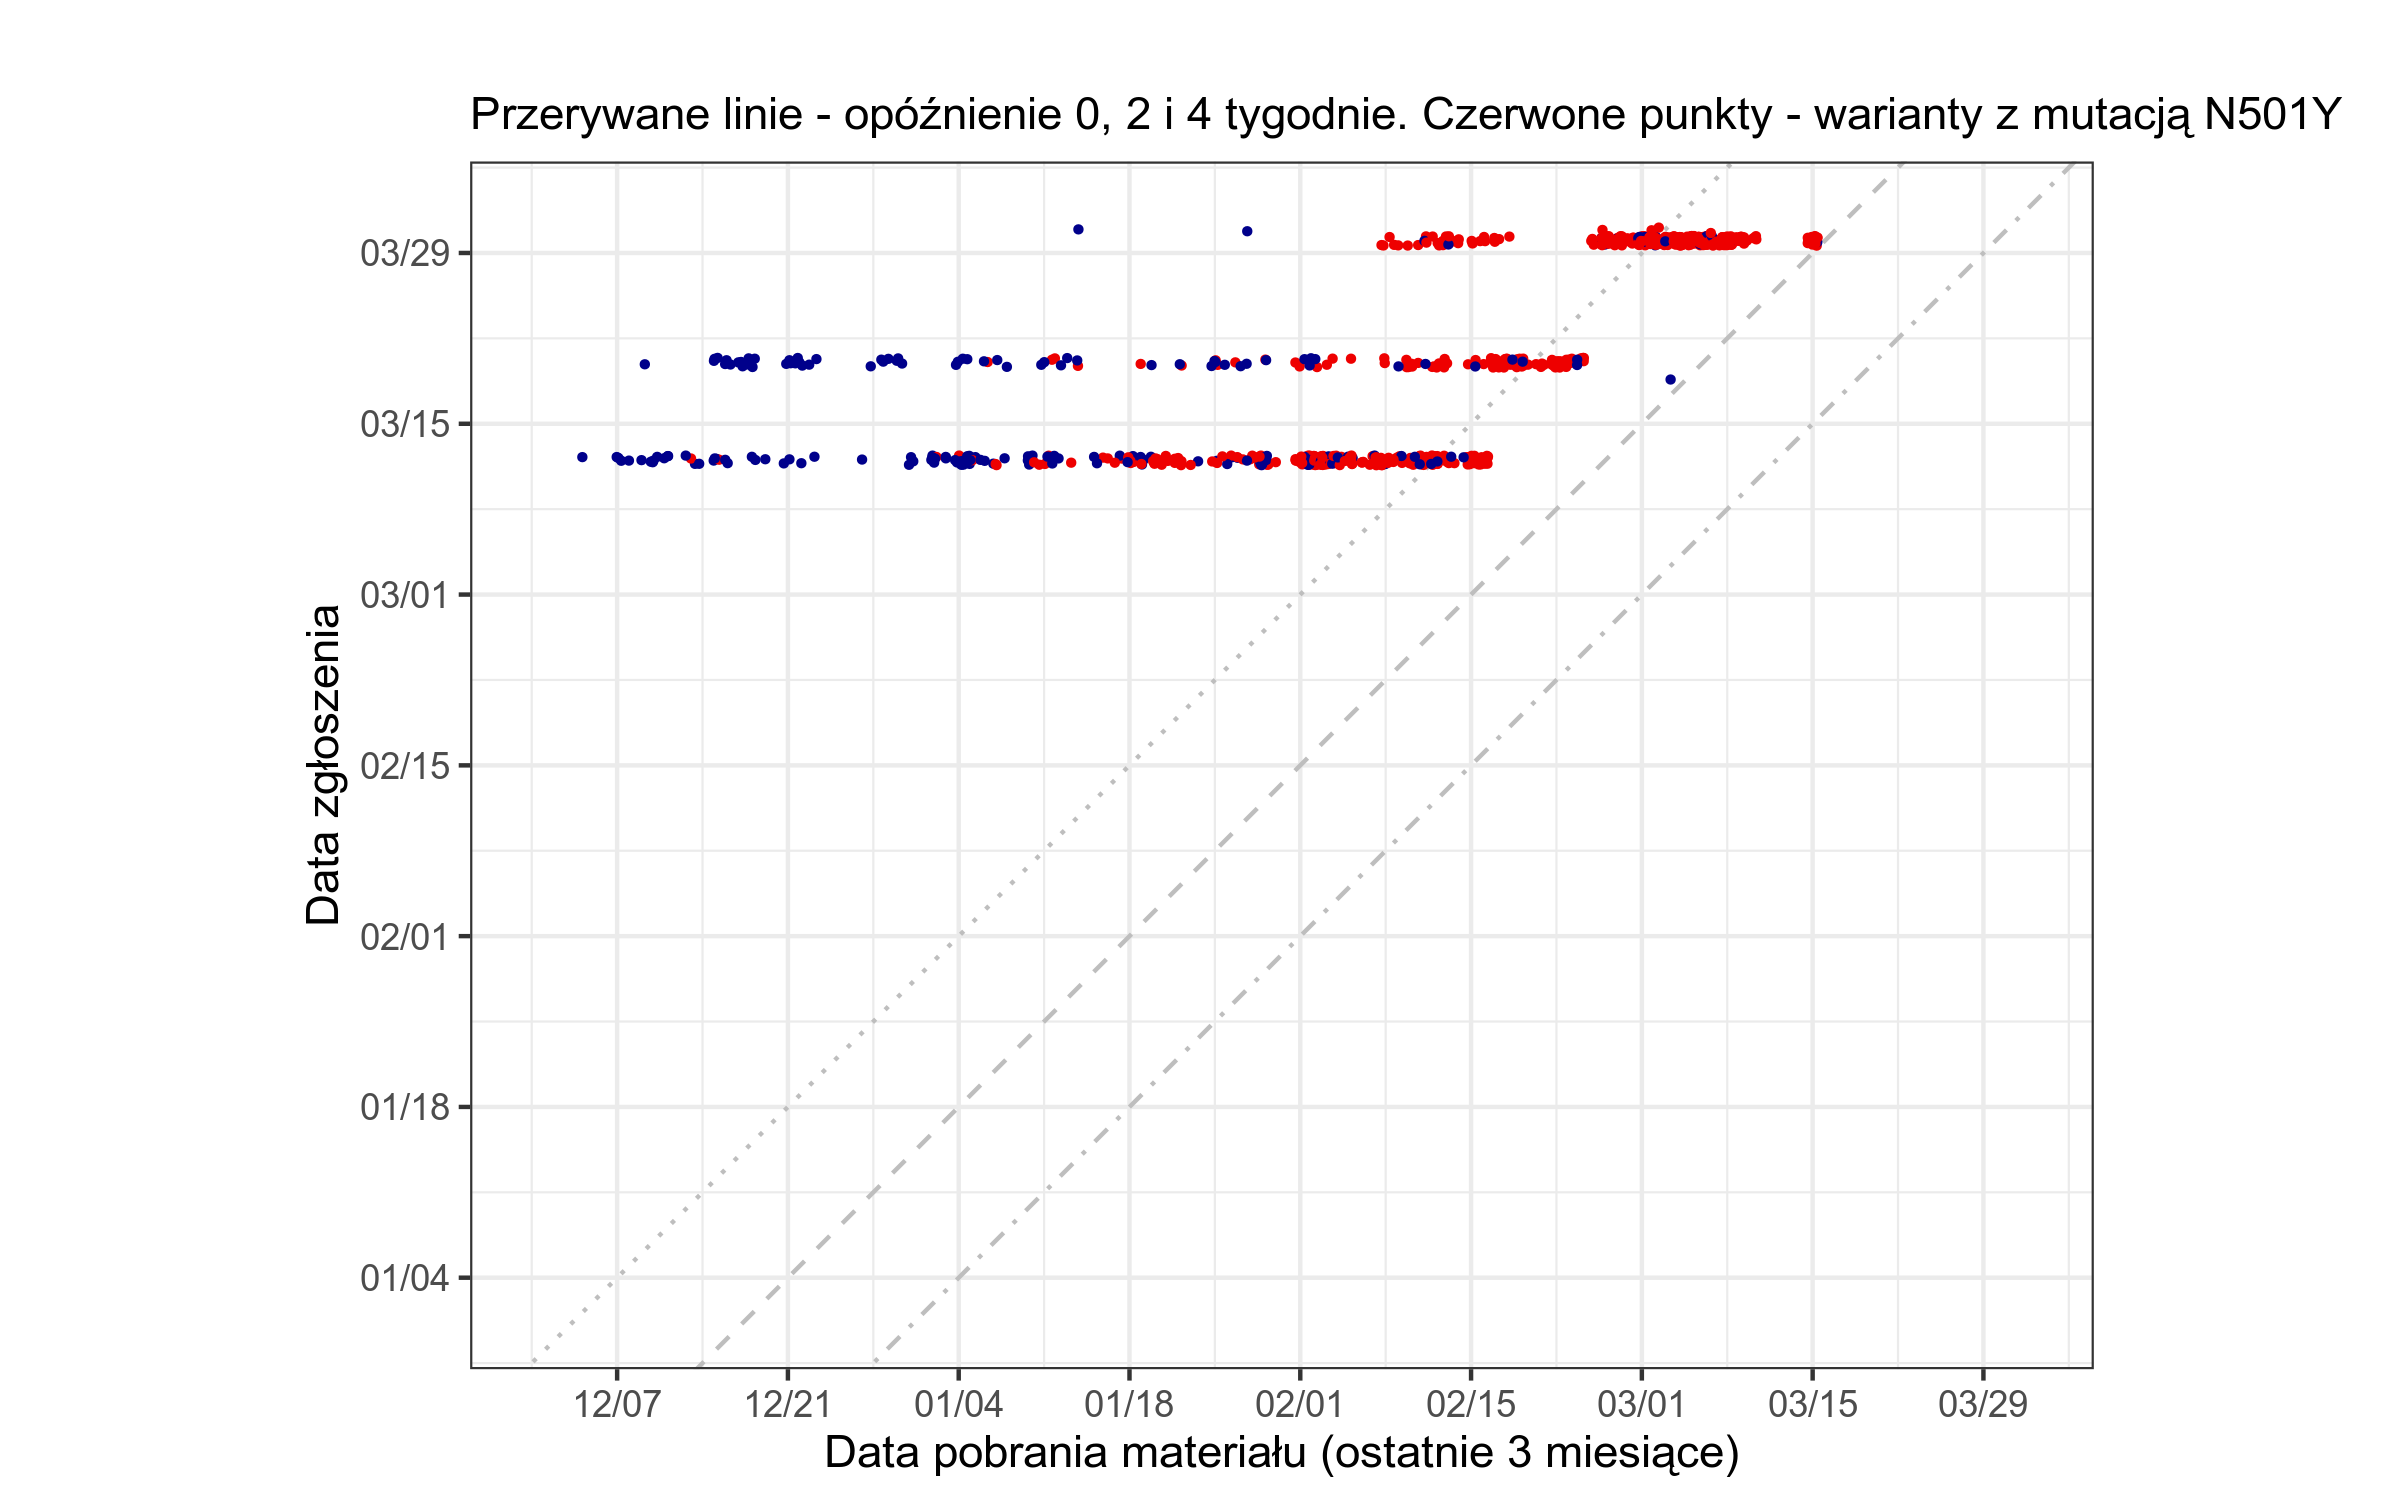 Przerywane linie - opóźnienie 0, 2 i 4 tygodnie. Czerwone punkty - warianty z mutacją N501Y
Data zgłoszenia
03/29
03/15
03/01
02/15
02/01
01/18
01/04
12/07 12/21 01/04 01/18 02/01 02/15 03/01 03/15 03/29
Data pobrania materiału (ostatnie 3 miesiące)